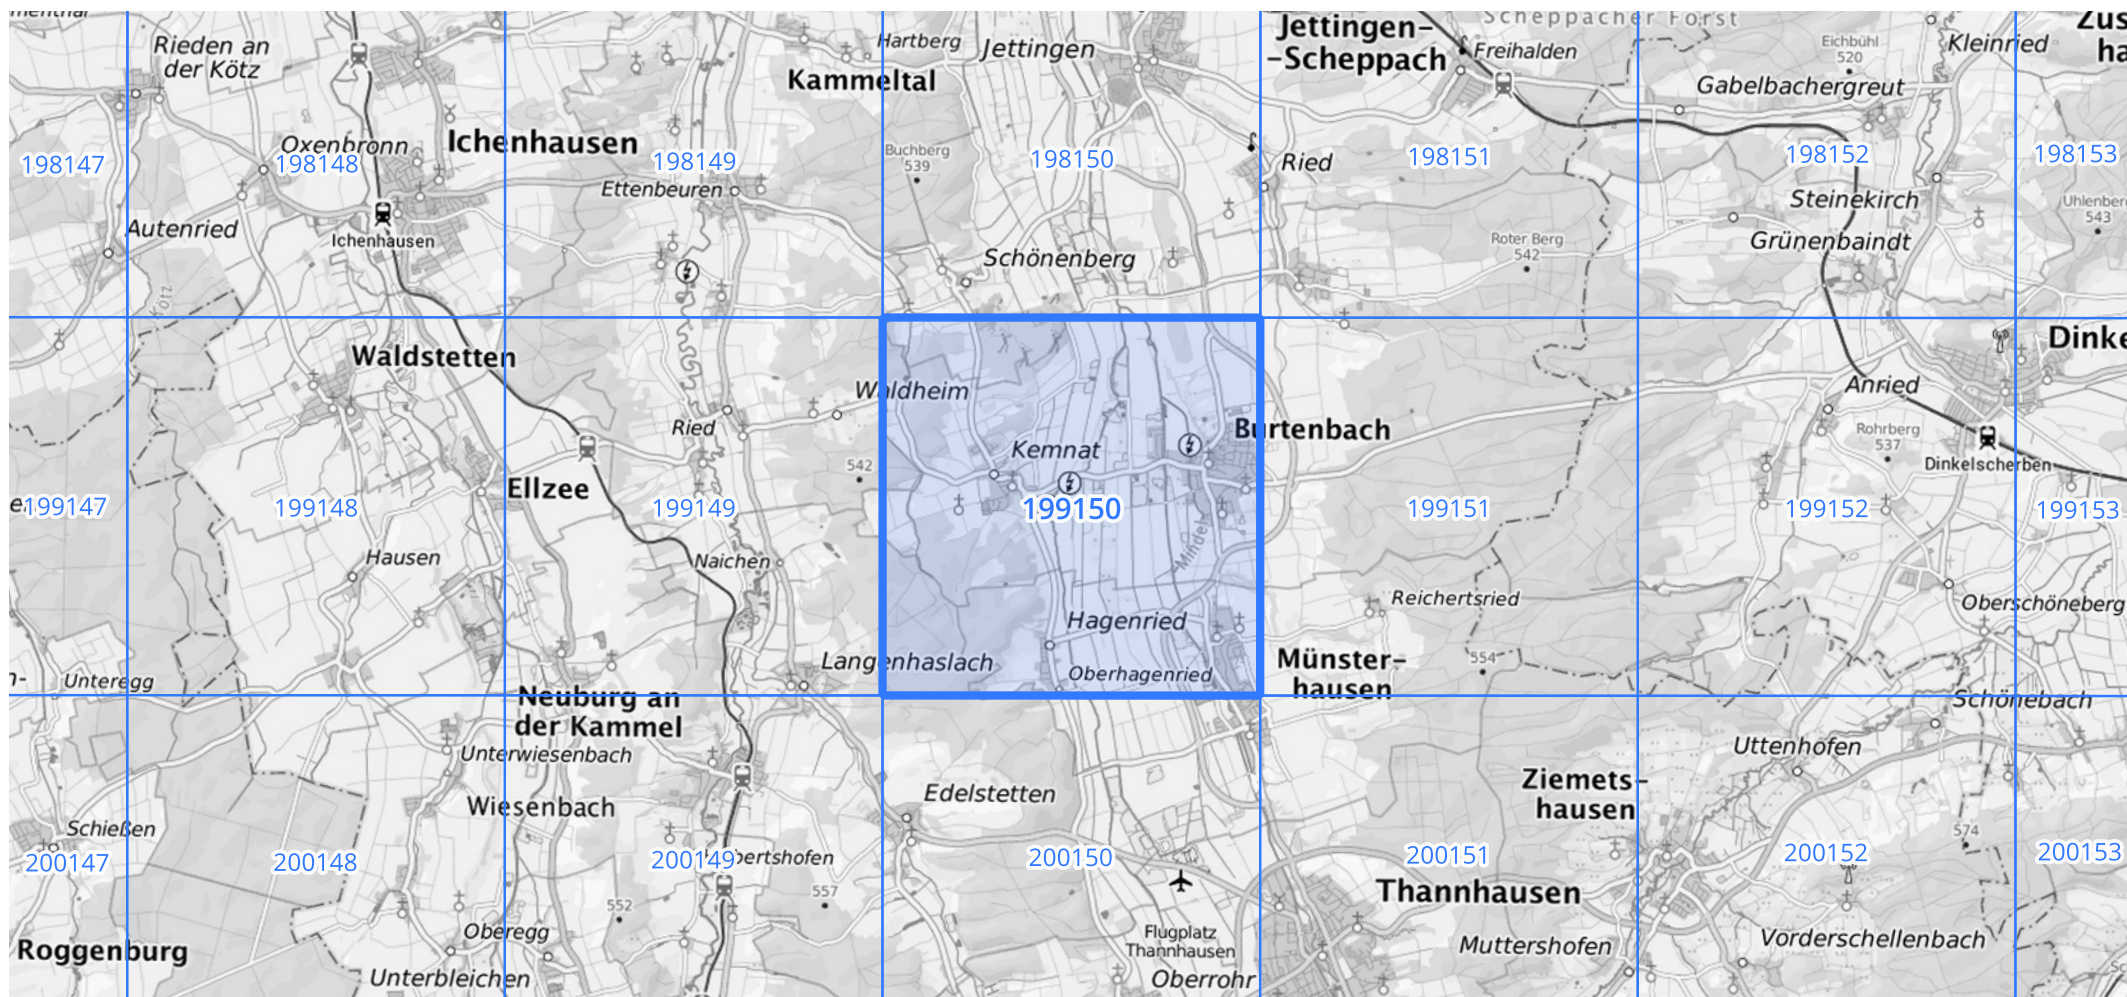 Rieden an
der Kötz
Hartberg
Jettingen
Jettingen-
-Scheppach
Scheppacher Forst
Freihalden
Eichbühl
520
Kleinried
Kammeltal
Gabelbachergreut
Oxenbronn
Ichenhausen
Buchberg
539
198147
198148
198149
198150
198151
198152
198153
Ried
Ettenbeuren
Steinekirch
Autenried
Ichenhausen
Schönenberg
Roter Berg
542
Grünenbaindt
543
Kötz
Waldstetten
Waldheim
Anried
Ried
Kemnat
Burtenbach
Rohrberg
537
542
Dinkelscherben
Ellzee
199147
199148
199149
199150
199151
199152
199153
Mindel
Hausen
Naichen
Reichertsried
Oberschöneberg
Hagenried
Unteregg
Langenhaslach
Oberhagenried
Münster-
hausen
554
Neuburg an
der Kammel
Schönebach
Unterwiesenbach
Uttenhofen
Edelstetten
Ziemets-
hausen
Wiesenbach
Schießen
574
200147
200148
200149
200150
200151
200152
200153
552
557
Thannhausen
Oberegg
Flugplatz
Thannhausen
Roggenburg
Muttershofen
Vorderschellenbach
Unterbleichen
Oberrohr